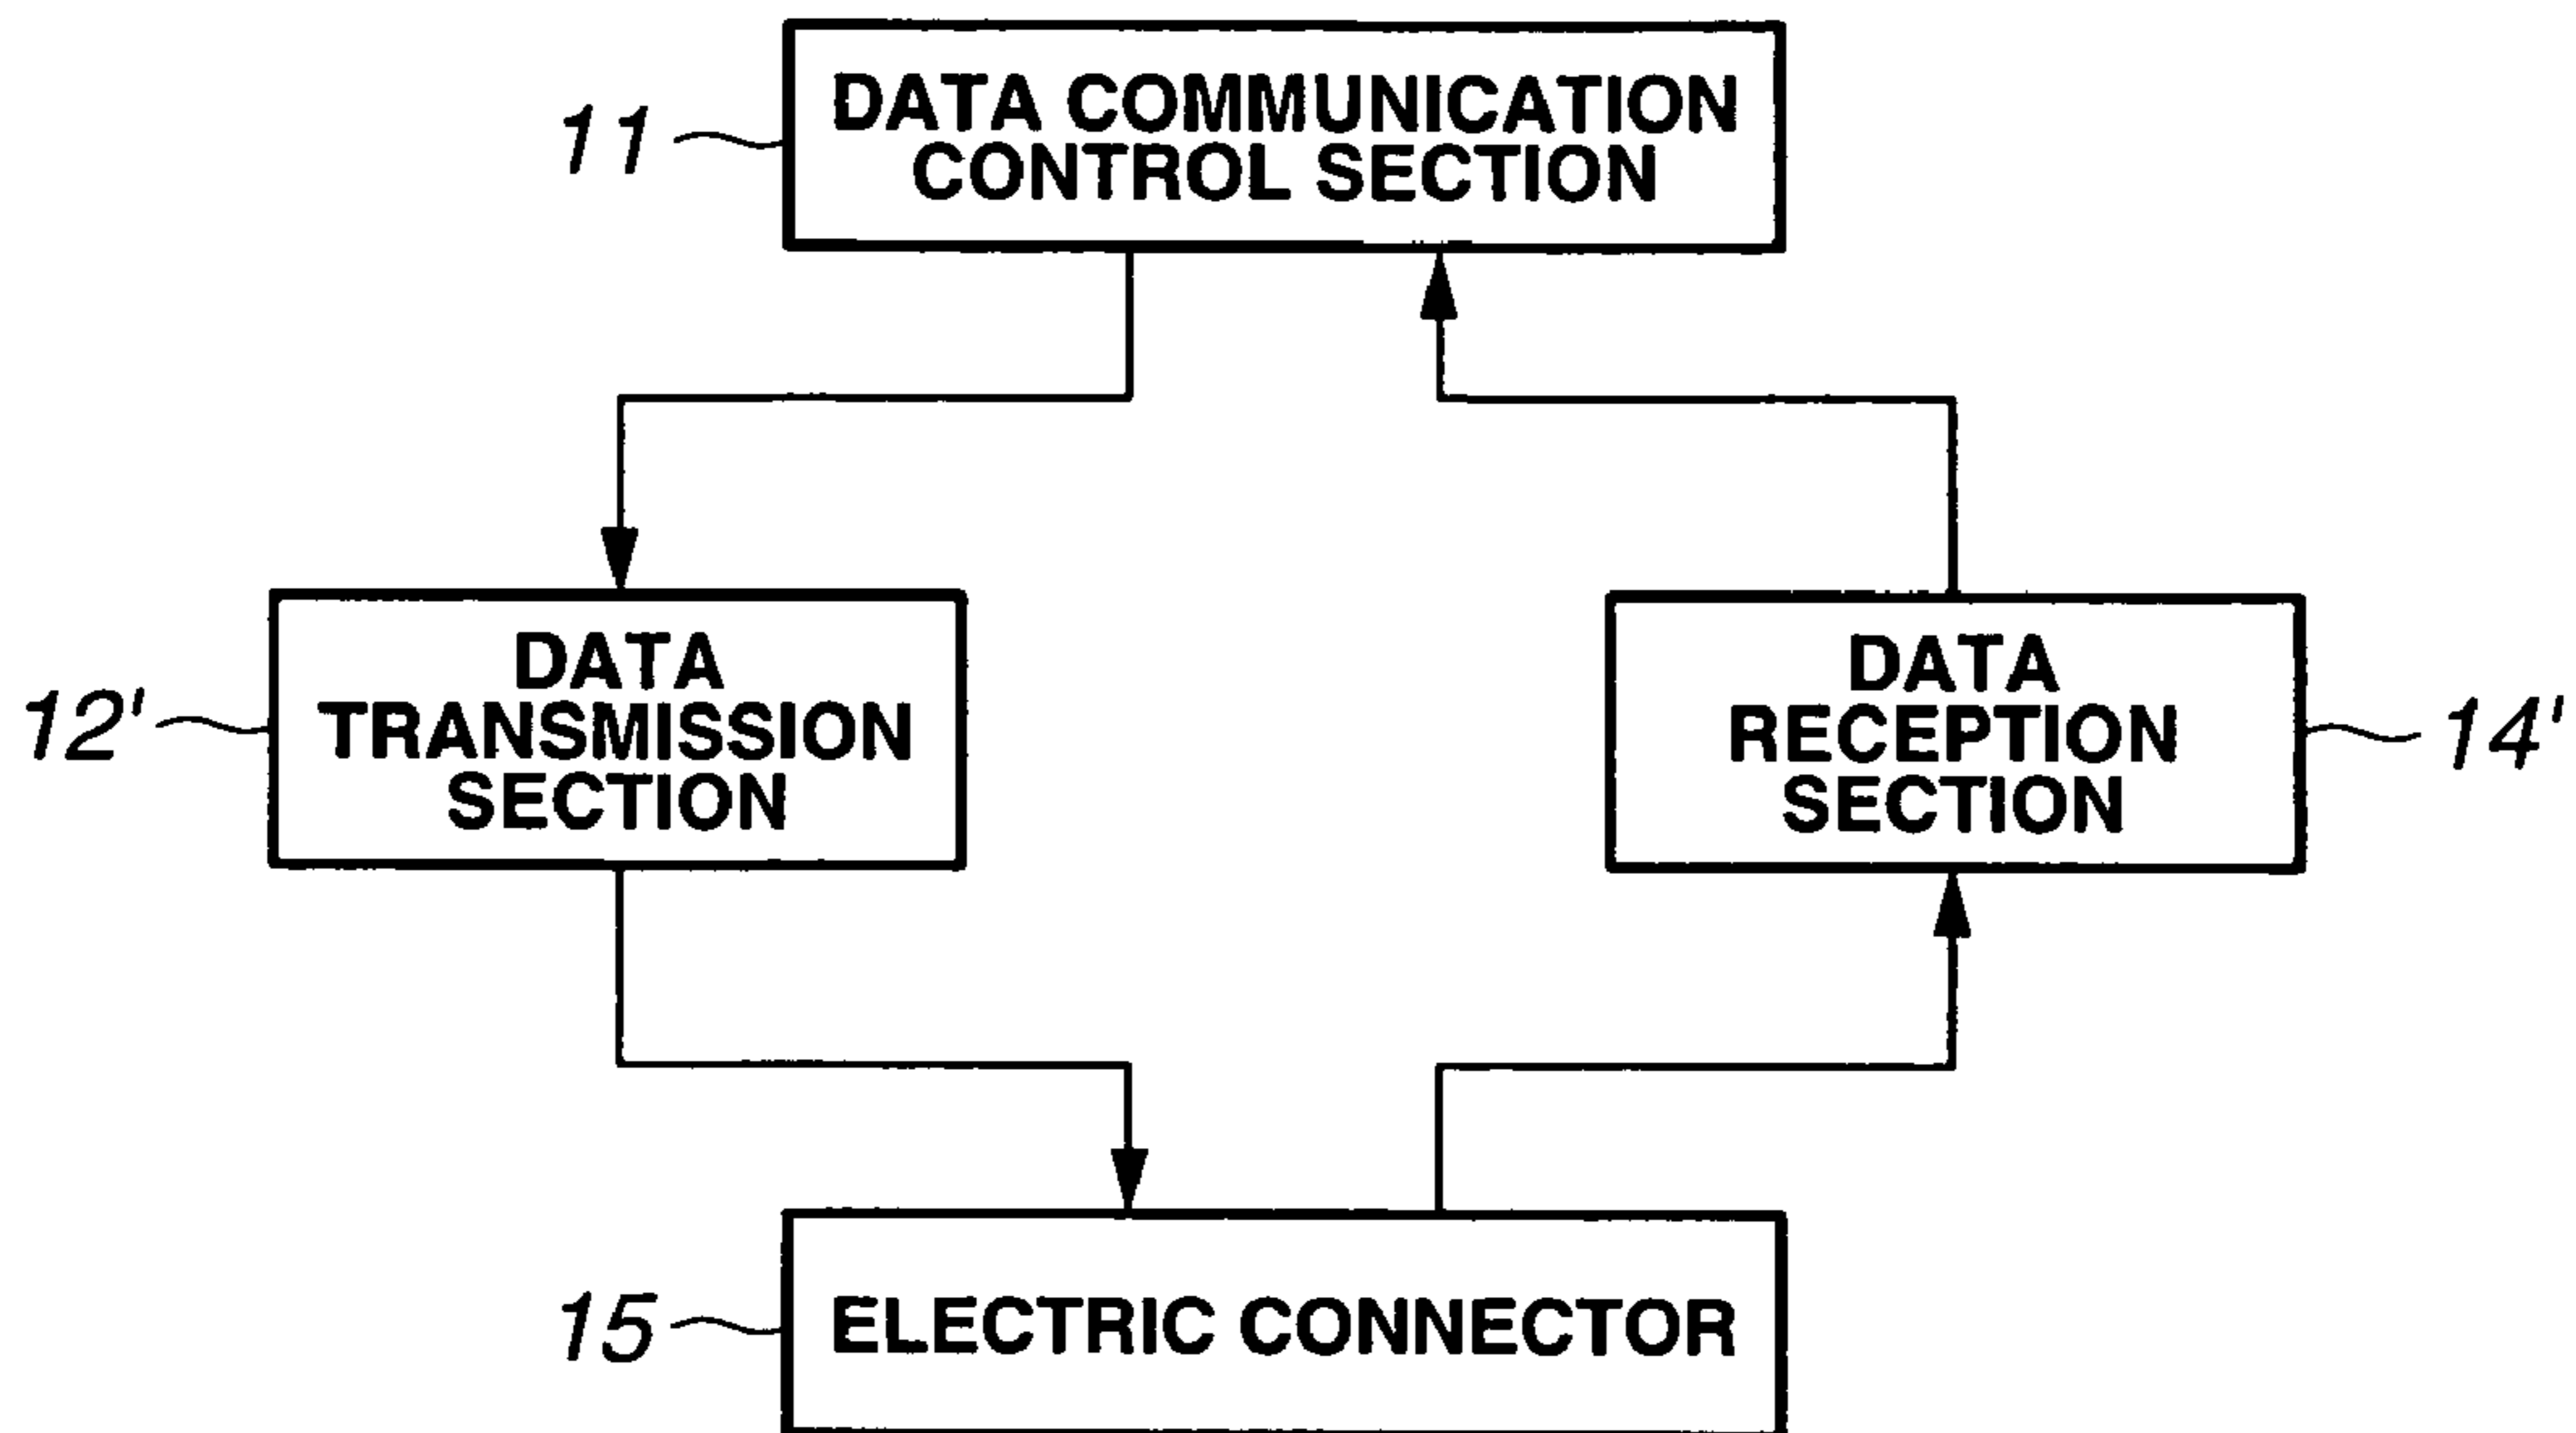 11
DATA COMMUNICATION
CONTROL SECTION
12'
DATA
TRANSMISSION
SECTION
DATA
RECEPTION
SECTION
14'
15
ELECTRIC CONNECTOR